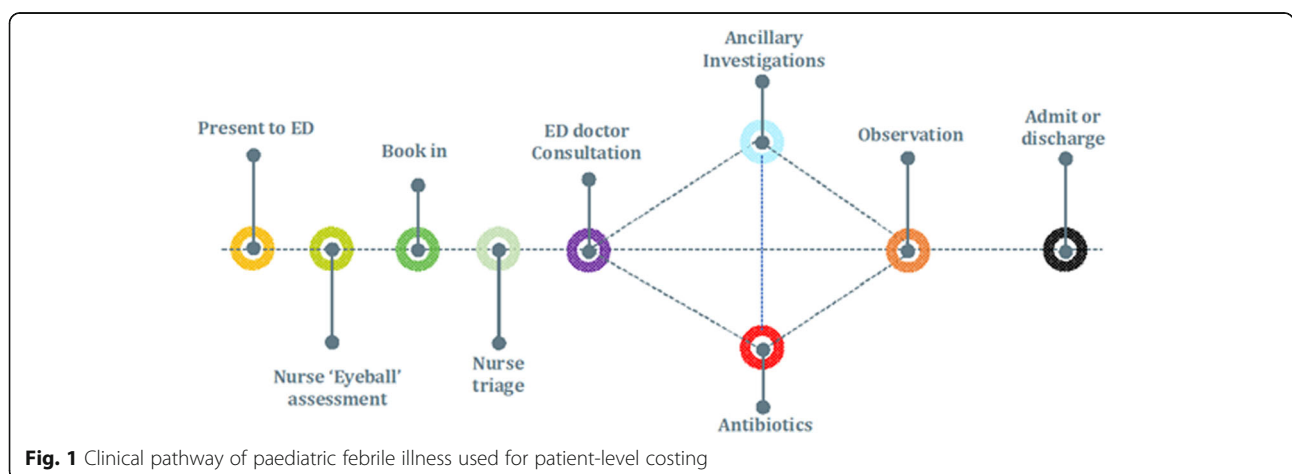 Present to ED
Nurse ‘Eyeball’
assessment
Book in
Nurse
triage
ED doctor
Consultation
Ancillary
Investigations
Antibiotics
Observation
Admit or
discharge
Fig. 1 Clinical pathway of paediatric febrile illness used for patient-level costing